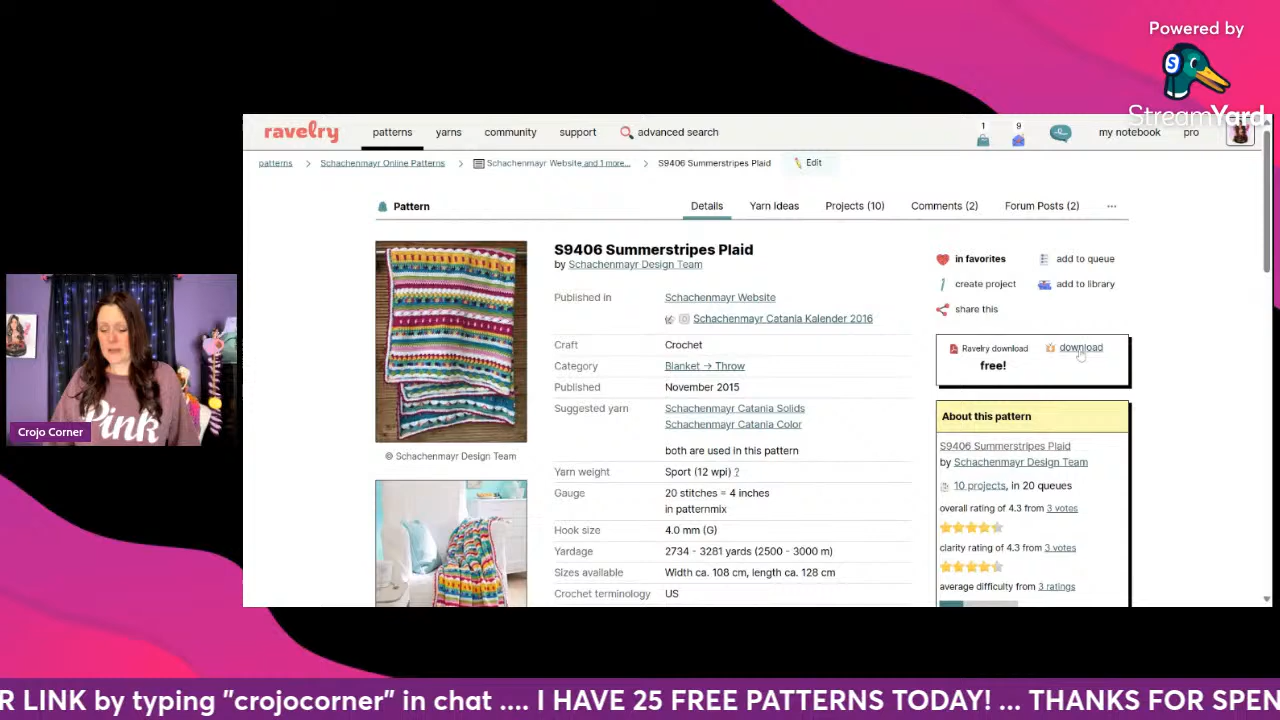 Powered by
S
StreamYard
ravelry
patterns yarns community support advanced search 1 9 my notebook pro
patterns > Schachenmayr Online Patterns > Schachenmayr Website and 1 more... > S9406 Summerstripes Plaid Edit
Pattern Details Yarn Ideas Projects (10) Comments (2) Forum Posts (2) ...
S9406 Summerstripes Plaid
by Schachenmayr Design Team
Published in Schachenmayr Website
Schachenmayr Catania Kalender 2016
Craft Crochet
Category Blanket → Throw
Published November 2015
Suggested yarn Schachenmayr Catania Solids
Schachenmayr Catania Color
both are used in this pattern
Yarn weight Sport (12 wpi) ?
Gauge 20 stitches = 4 inches
in patternmix
Hook size 4.0 mm (G)
Yardage 2734 - 3281 yards (2500 - 3000 m)
Sizes available Width ca. 108 cm, length ca. 128 cm
Crochet terminology US
© Schachenmayr Design Team
in favorites add to queue
create project add to library
share this
Ravelry download download
free!
About this pattern
S9406 Summerstripes Plaid
by Schachenmayr Design Team
10 projects, in 20 queues
overall rating of 4.3 from 3 votes
clarity rating of 4.3 from 3 votes
average difficulty from 3 ratings
Pink
Crojo Corner
R LINK by typing "crojocorner" in chat .... I HAVE 25 FREE PATTERNS TODAY! ... THANKS FOR SPEN